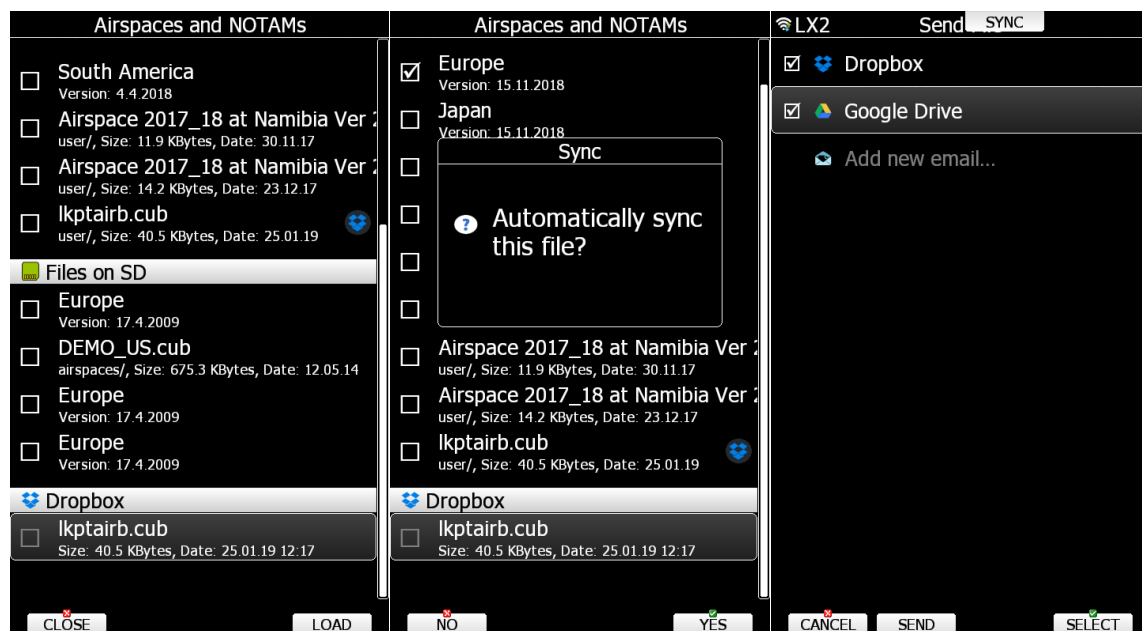 Airspaces and NOTAMs
South America
Version: 4.4.2018
Airspace 2017_18 at Namibia Ver
user/, Size: 11.9 KBytes, Date: 30.11.17
Airspace 2017_18 at Namibia Ver
user/, Size: 14.2 KBytes, Date: 23.12.17
lkptairb.cub
user/, Size: 40.5 KBytes, Date: 25.01.19
Files on SD
Europe
Version: 17.4.2009
DEMO_US.cub
airspaces/, Size: 675.3 KBytes, Date: 12.05.14
Europe
Version: 17.4.2009
Europe
Version: 17.4.2009
Dropbox
lkptairb.cub
Size: 40.5 KBytes, Date: 25.01.19 12:17
CLOSE
LOAD
Airspaces and NOTAMs
Europe
Version: 15.11.2018
Japan
Version: 15.11.2018
Sync
Automatically sync
this file?
Airspace 2017_18 at Namibia Ver 2
user/, Size: 11.9 KBytes, Date: 30.11.17
Airspace 2017_18 at Namibia Ver 2
user/, Size: 14.2 KBytes, Date: 23.12.17
lkptairb.cub
user/, Size: 40.5 KBytes, Date: 25.01.19
Dropbox
lkptairb.cub
Size: 40.5 KBytes, Date: 25.01.19 12:17
NO
YES
LX2
Send
SYNC
Dropbox
Google Drive
Add new email...
CANCEL
SEND
SELECT